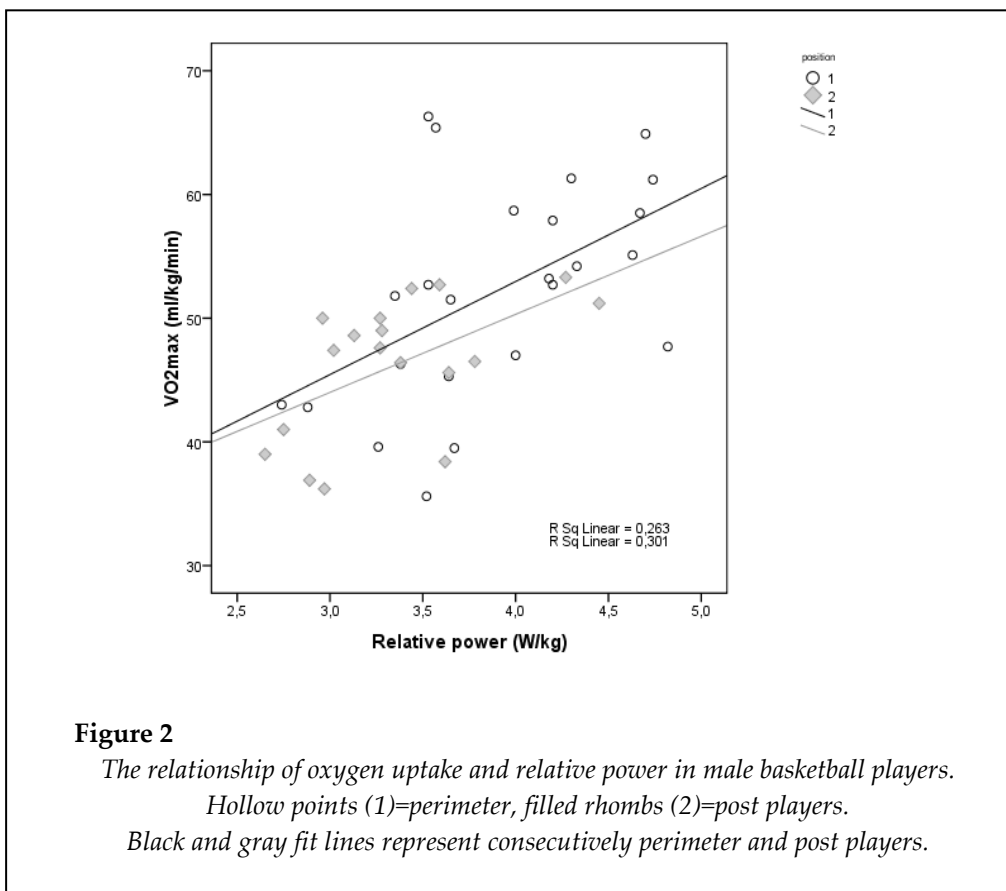 position
1
2
1
2
70
60
50
40
30
VO2max (ml/kg/min)
R Sq Linear = 0,263
R Sq Linear = 0,301
2,5 3,0 3,5 4,0 4,5 5,0
Relative power (W/kg)
Figure 2
The relationship of oxygen uptake and relative power in male basketball players.
Hollow points (1)=perimeter, filled rhombs (2)=post players.
Black and gray fit lines represent consecutively perimeter and post players.